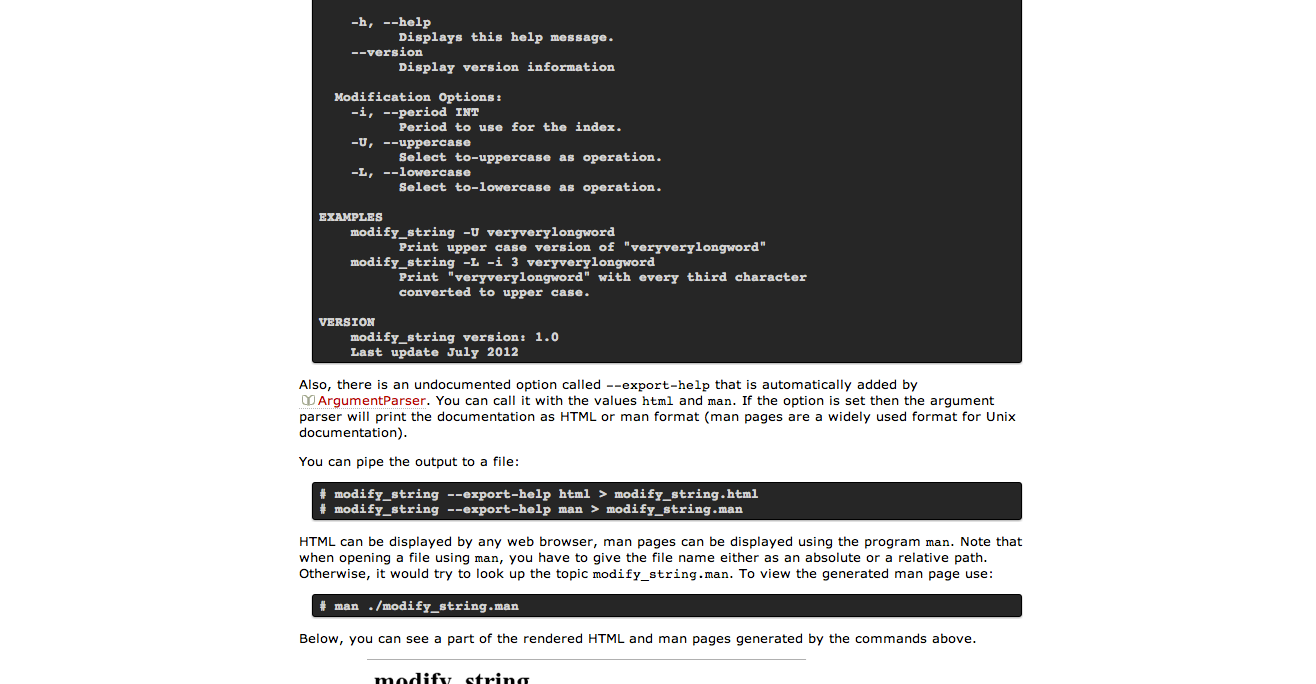 -h, --help
Displays this help message.
--version
Display version information
Modification Options:
-i, --period INT
Period to use for the index.
-U, --uppercase
Select to-uppercase as operation.
-L, --lowercase
Select to-lowercase as operation.
EXAMPLES
modify_string -U veryverylongword
Print upper case version of "veryverylongword"
modify_string -L -i 3 veryverylongword
Print "veryverylongword" with every third character
converted to upper case.
VERSION
modify_string version: 1.0
Last update July 2012
Also, there is an undocumented option called --export-help that is automatically added by
ArgumentParser. You can call it with the values html and man. If the option is set then the argument
parser will print the documentation as HTML or man format (man pages are a widely used format for Unix
documentation).
You can pipe the output to a file:
# modify_string --export-help html > modify_string.html
# modify_string --export-help man > modify_string.man
HTML can be displayed by any web browser, man pages can be displayed using the program man. Note that
when opening a file using man, you have to give the file name either as an absolute or a relative path.
Otherwise, it would try to look up the topic modify_string.man. To view the generated man page use:
# man ./modify_string.man
Below, you can see a part of the rendered HTML and man pages generated by the commands above.
modify_string